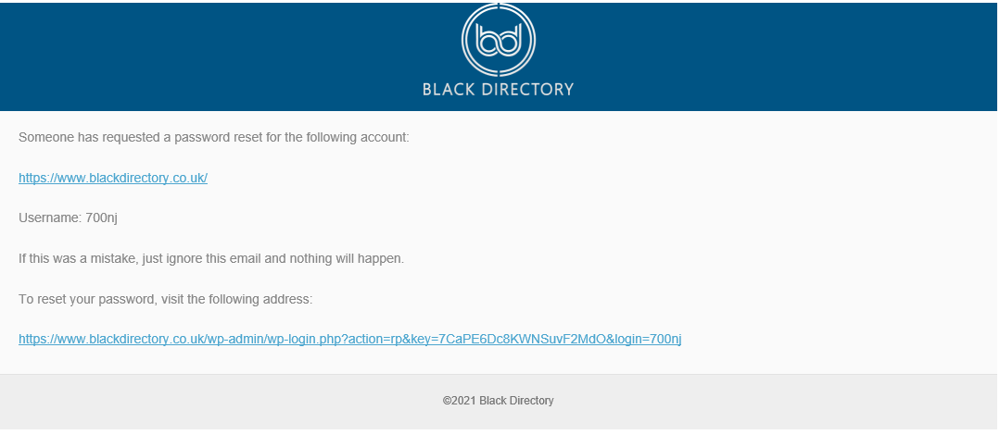 bd
BLACK DIRECTORY
Someone has requested a password reset for the following account:
https://www.blackdirectory.co.uk/
Username: 700nj
If this was a mistake, just ignore this email and nothing will happen.
To reset your password, visit the following address:
https://www.blackdirectory.co.uk/wp-admin/wp-login.php?action=rp&key=7CaPE6Dc8KWNSuvF2MdO&login=700nj
©2021 Black Directory